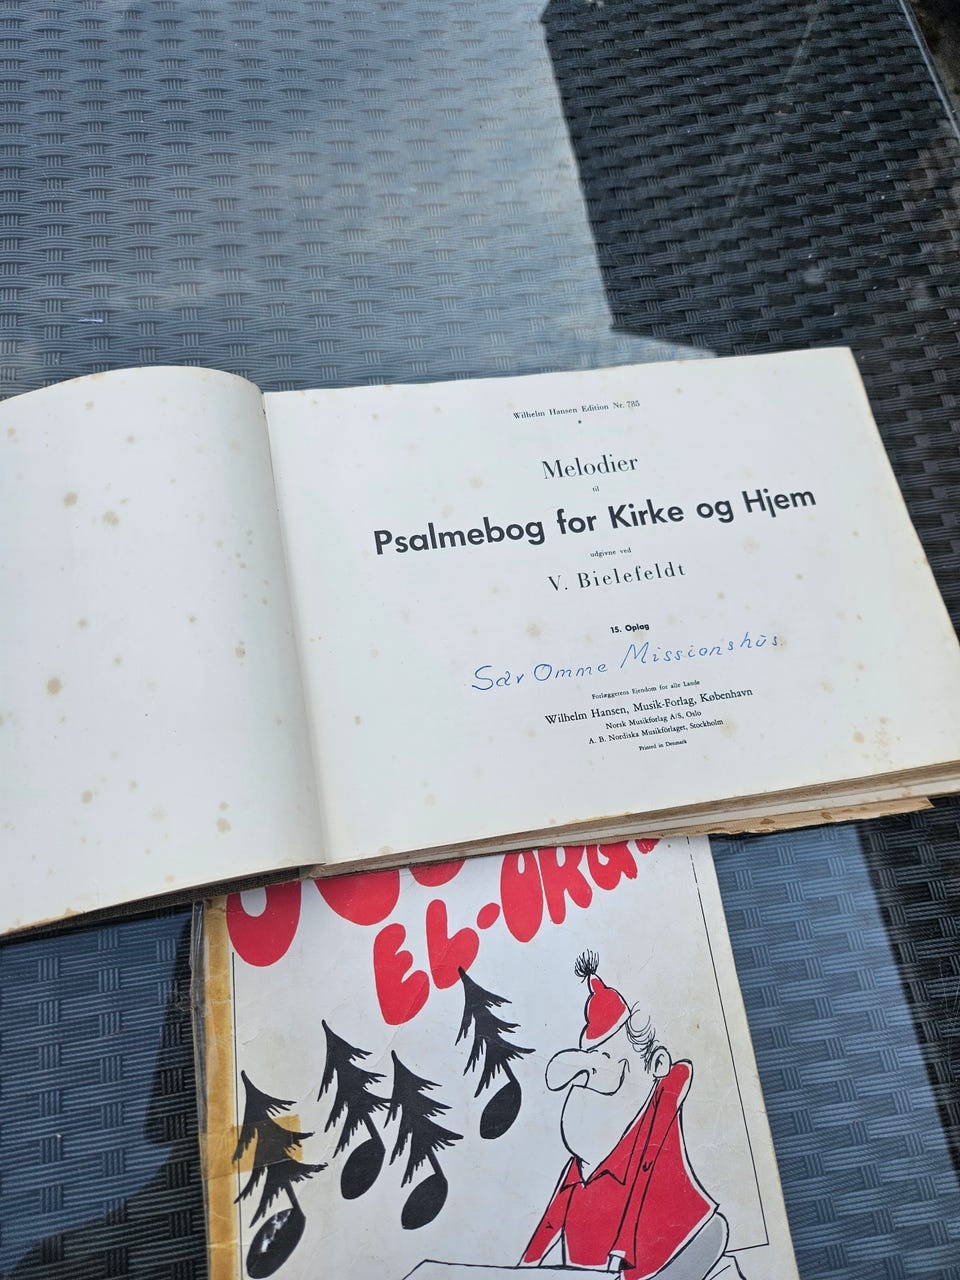 Wilhelm Hansen Edition Nr. 785
*
Melodier
til
Psalmebog for Kirke og Hjem
udgivne ved
V. Bielefeldt
15. Oplag
Sdr Omme Missionshus.
Forlæggerens Ejendom for alle Lande
Wilhelm Hansen, Musik-Forlag, København
Norsk Musikforlag A/S, Oslo
A. B. Nordiska Musikförlaget, Stockholm
Printed in Denmark
EL-ORG